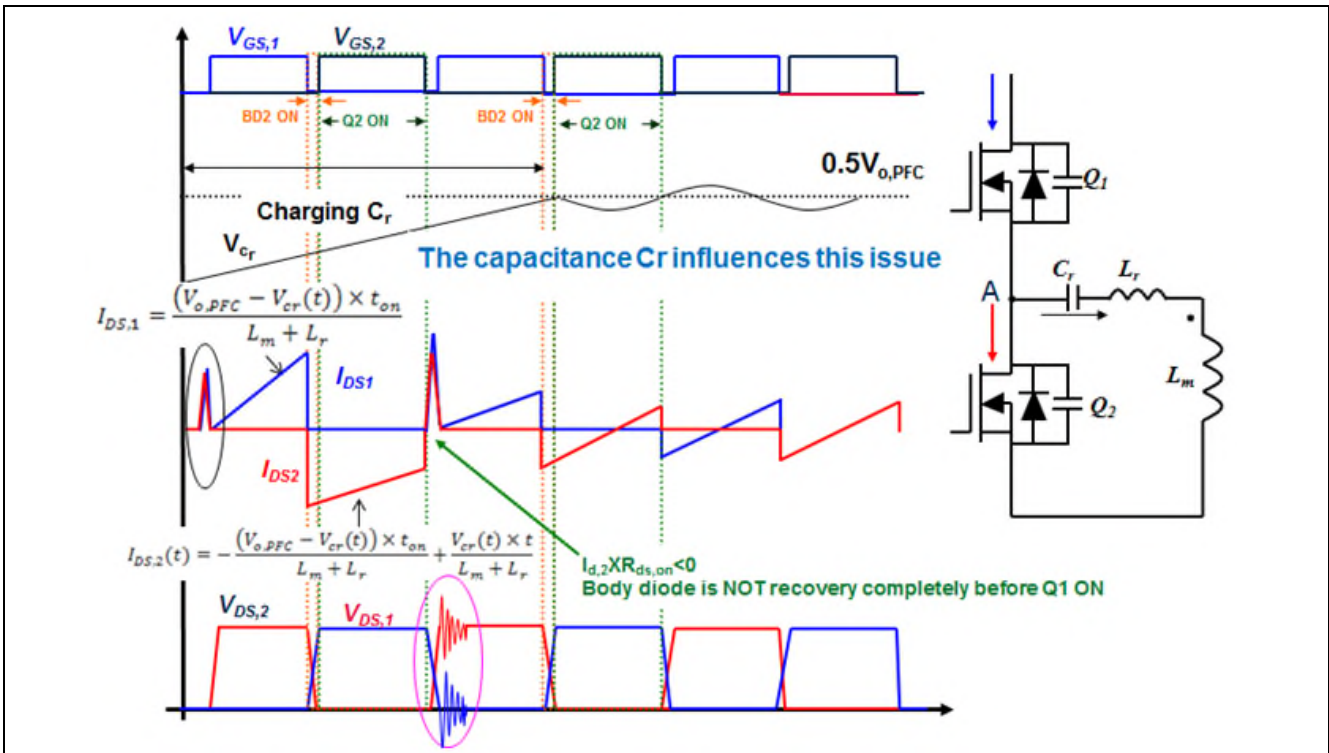 V_GS,1
V_GS,2
BD2 ON
Q2 ON
BD2 ON
Q2 ON
0.5V_o,PFC
Charging C_r
V_c_r
The capacitance Cr influences this issue
I_DS,1 = (V_o,PFC − V_cr(t)) × t_on / L_m + L_r
I_DS1
I_DS2
I_DS,2(t) = − (V_o,PFC − V_cr(t)) × t_on / L_m + L_r + V_cr(t) × t / L_m + L_r
I_d,2XR_ds,on<0
Body diode is NOT recovery completely before Q1 ON
V_DS,2
V_DS,1
Q_1
C_r
L_r
A
L_m
Q_2